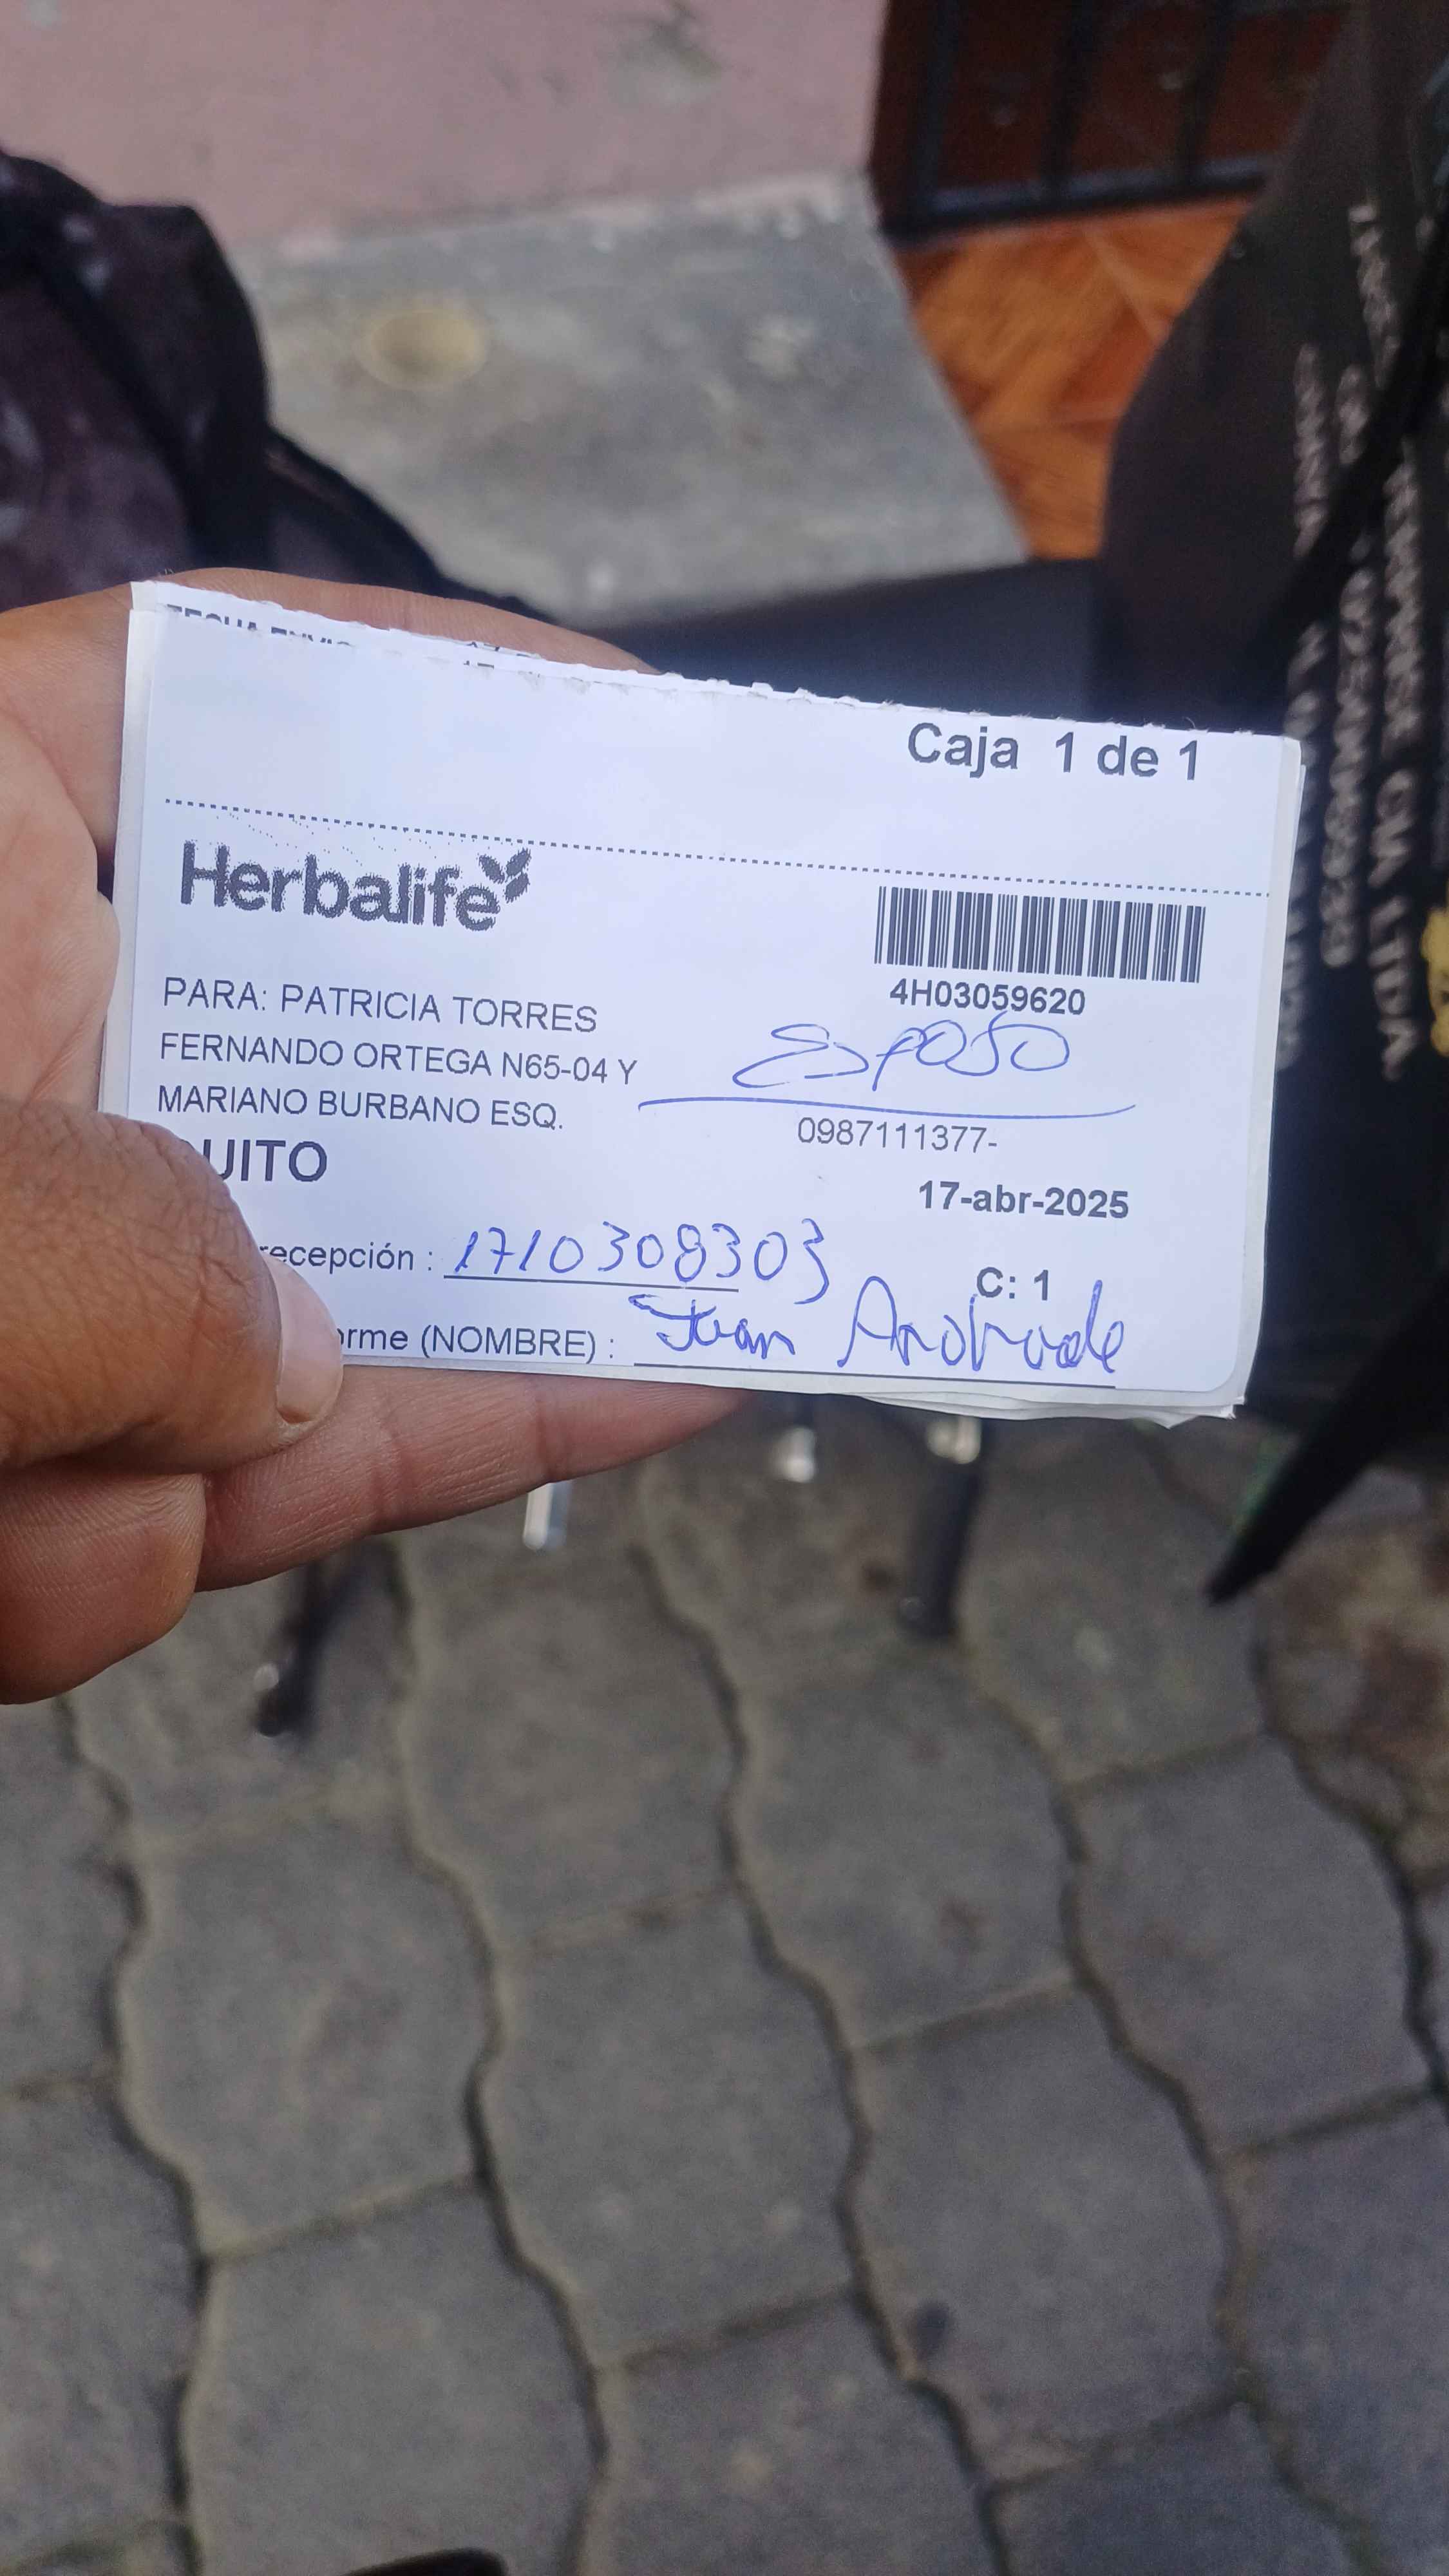 Caja 1 de 1
Herbalife
4H03059620
PARA: PATRICIA TORRES
Esposo
FERNANDO ORTEGA N65-04 Y
MARIANO BURBANO ESQ.
0987111377-
UITO
17-abr-2025
recepción : 1710308303
C: 1
orme (NOMBRE) : Juan Andrade